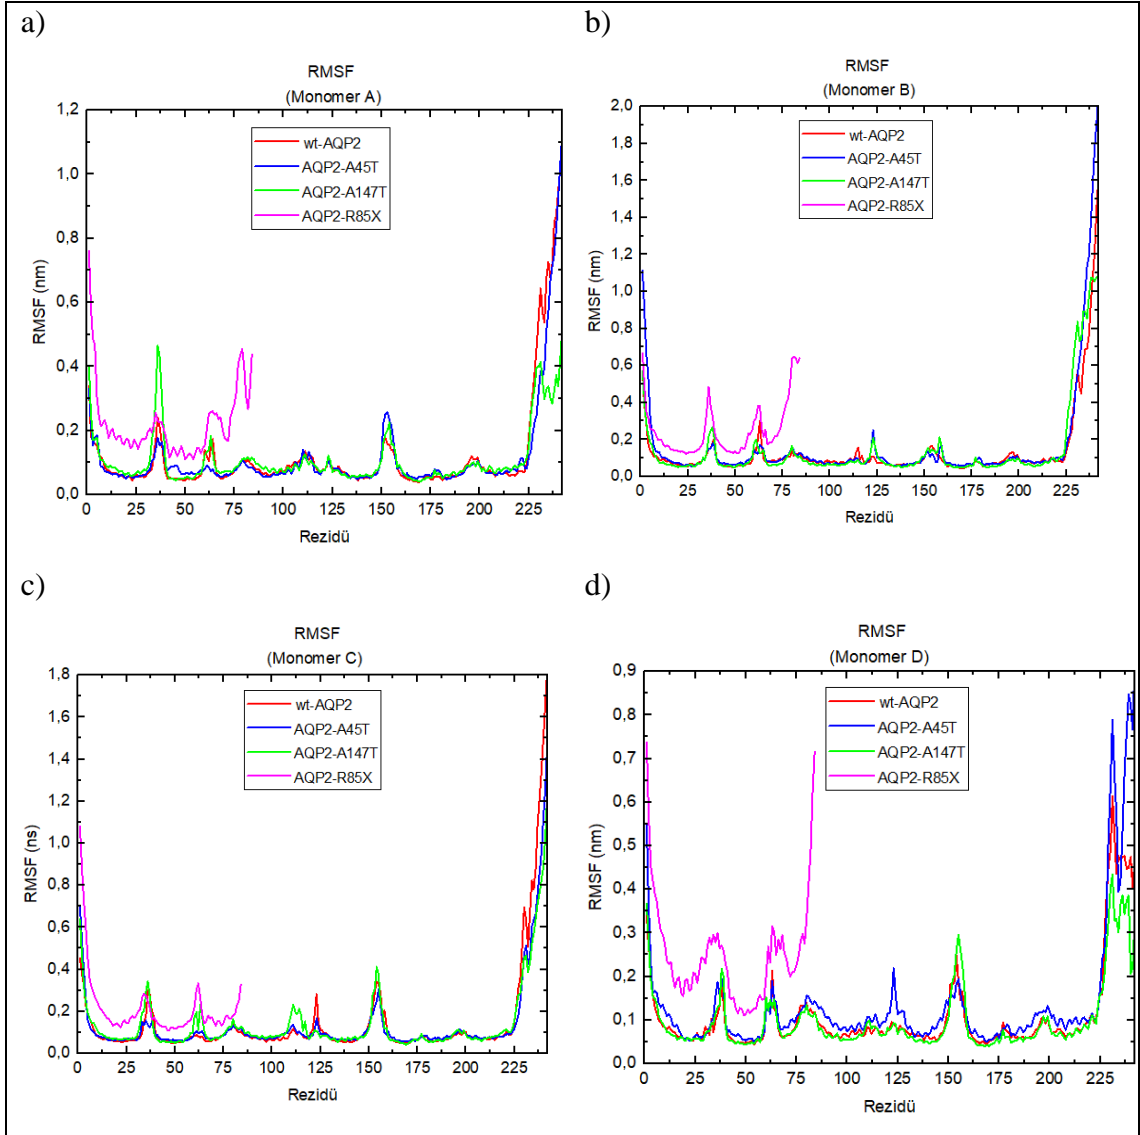 a)
RMSF
(Monomer A)
wt-AQP2
AQP2-A45T
AQP2-A147T
AQP2-R85X
RMSF (nm)
1,2
1,0
0,8
0,6
0,4
0,2
0,0
0 25 50 75 100 125 150 175 200 225
Rezidü
b)
RMSF
(Monomer B)
wt-AQP2
AQP2-A45T
AQP2-A147T
AQP2-R85X
RMSF (nm)
2,0
1,8
1,6
1,4
1,2
1,0
0,8
0,6
0,4
0,2
0,0
0 25 50 75 100 125 150 175 200 225
Rezidü
c)
RMSF
(Monomer C)
wt-AQP2
AQP2-A45T
AQP2-A147T
AQP2-R85X
RMSF (ns)
1,8
1,6
1,4
1,2
1,0
0,8
0,6
0,4
0,2
0,0
0 25 50 75 100 125 150 175 200 225
Rezidü
d)
RMSF
(Monomer D)
wt-AQP2
AQP2-A45T
AQP2-A147T
AQP2-R85X
RMSF (nm)
0,9
0,8
0,7
0,6
0,5
0,4
0,3
0,2
0,1
0,0
0 25 50 75 100 125 150 175 200 225
Rezidü